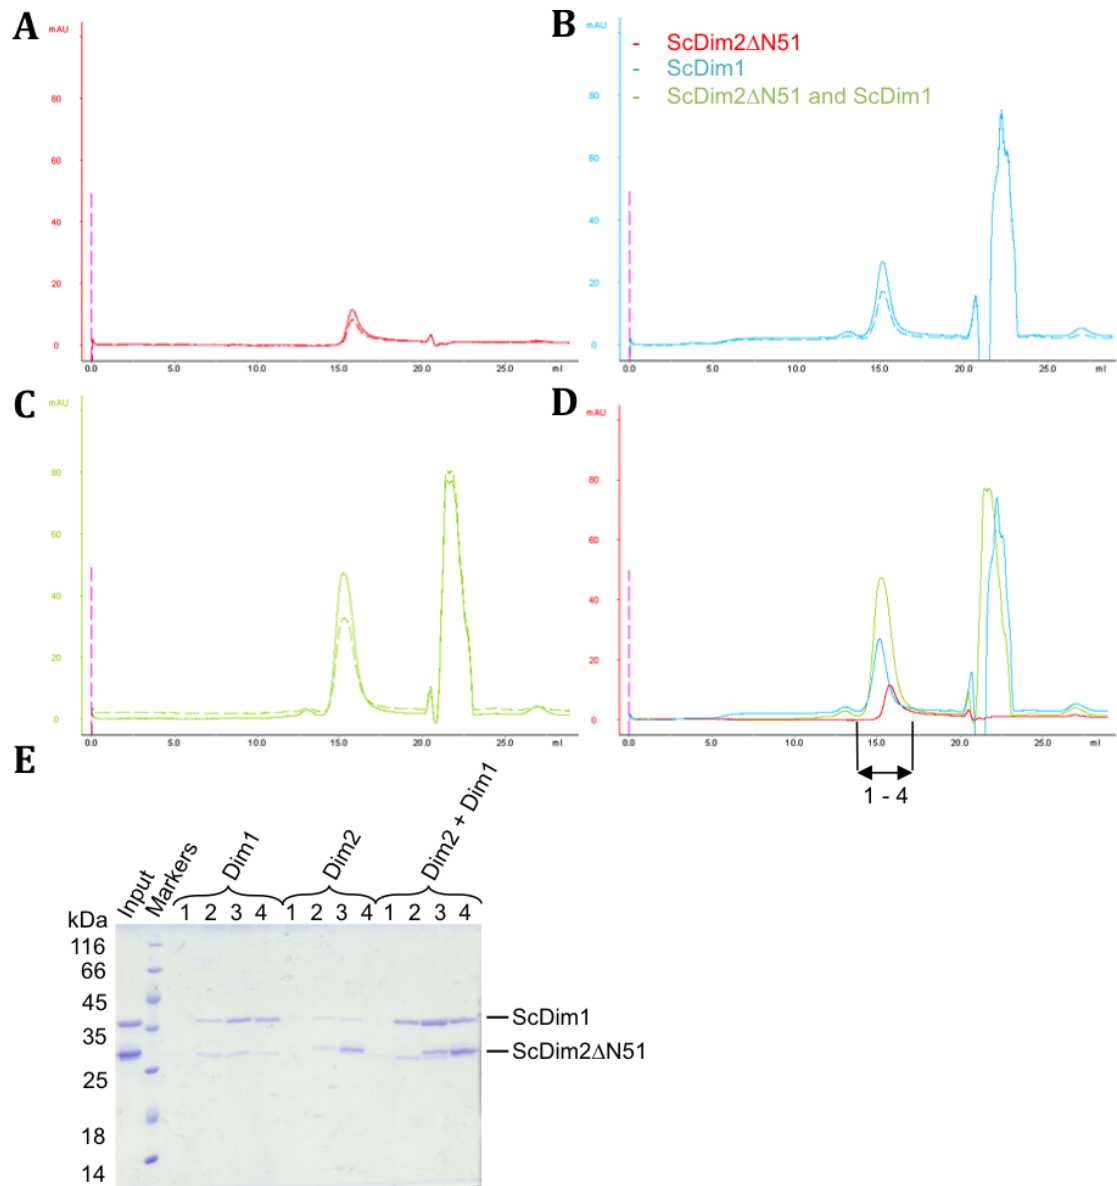 A
mAU
80
60
40
20
0
0.0 5.0 10.0 15.0 20.0 25.0 ml
B
mAU
- ScDim2ΔN51
- ScDim1
- ScDim2ΔN51 and ScDim1
80
60
40
20
0
0.0 5.0 10.0 15.0 20.0 25.0 ml
C
mAU
80
60
40
20
0
0.0 5.0 10.0 15.0 20.0 25.0 ml
D
mAU
80
60
40
20
0
0.0 5.0 10.0 15.0 20.0 25.0 ml
1 - 4
E
Input Markers Dim1 Dim2 Dim2 + Dim1
kDa 1 2 3 4 1 2 3 4 1 2 3 4
116
66
45
35
25
18
14
ScDim1
ScDim2ΔN51